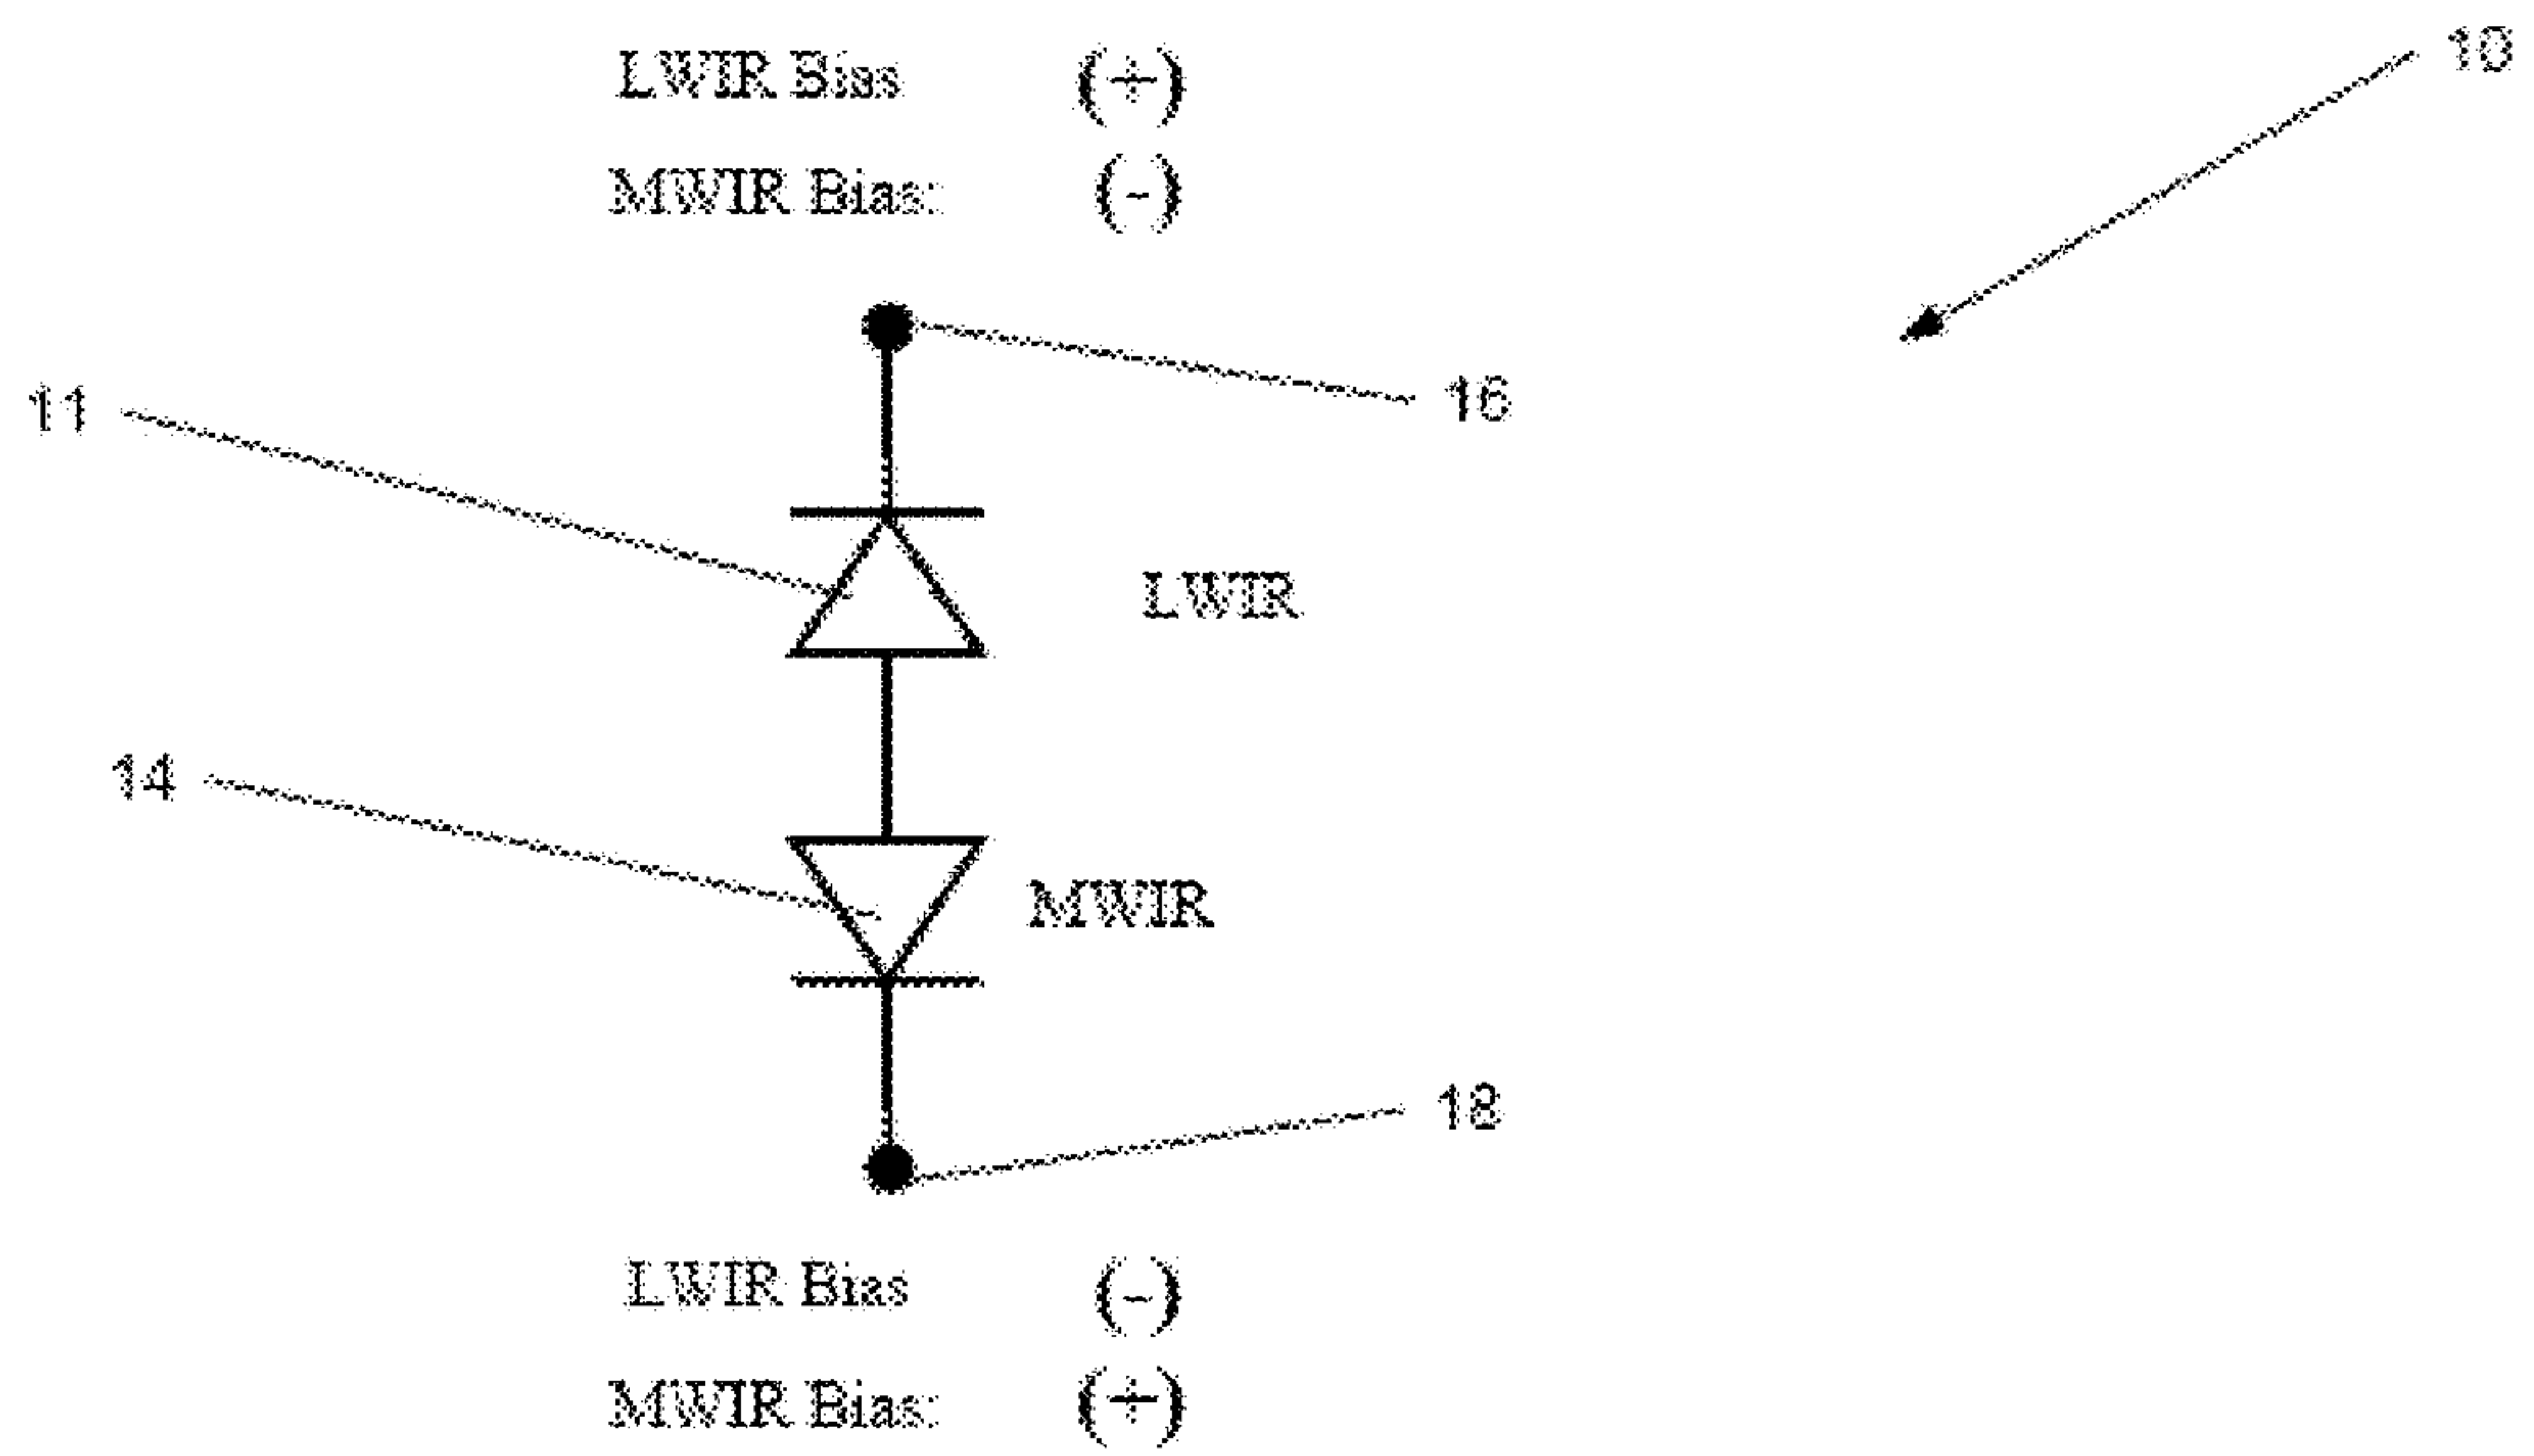 LWIR Bias (+)
10
MWIR Bias: (-)
16
11
LWIR
14
MWIR
18
LWIR Bias (-)
MWIR Bias: (+)